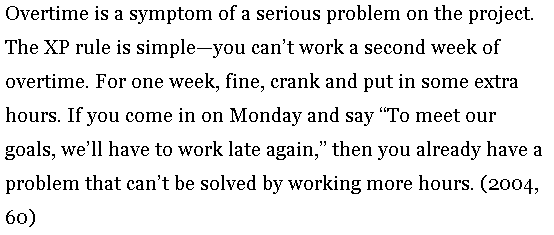 Overtime is a symptom of a serious problem on the project.
The XP rule is simple—you can’t work a second week of
overtime. For one week, fine, crank and put in some extra
hours. If you come in on Monday and say “To meet our
goals, we’ll have to work late again,” then you already have a
problem that can’t be solved by working more hours. (2004,
60)